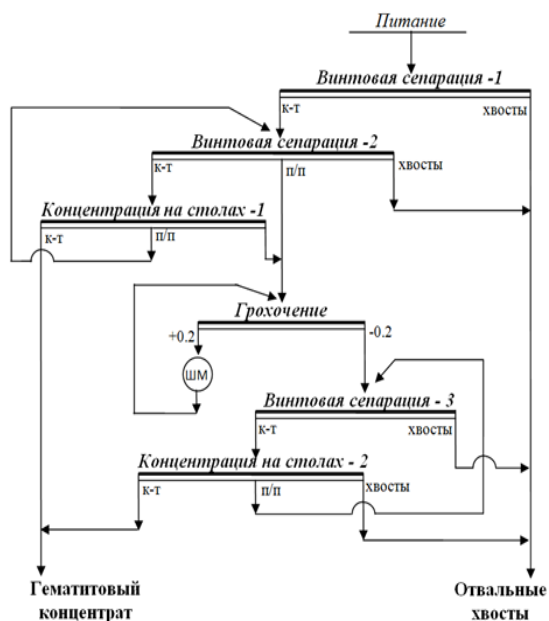 Питание
Винтовая сепарация -1
к-т
хвосты
Винтовая сепарация -2
к-т
п/п
хвосты
Концентрация на столах -1
к-т
п/п
Грохочение
+0.2
-0.2
ШМ
Винтовая сепарация - 3
к-т
хвосты
Концентрация на столах - 2
к-т
п/п
хвосты
Гематитовый
концентрат
Отвальные
хвосты